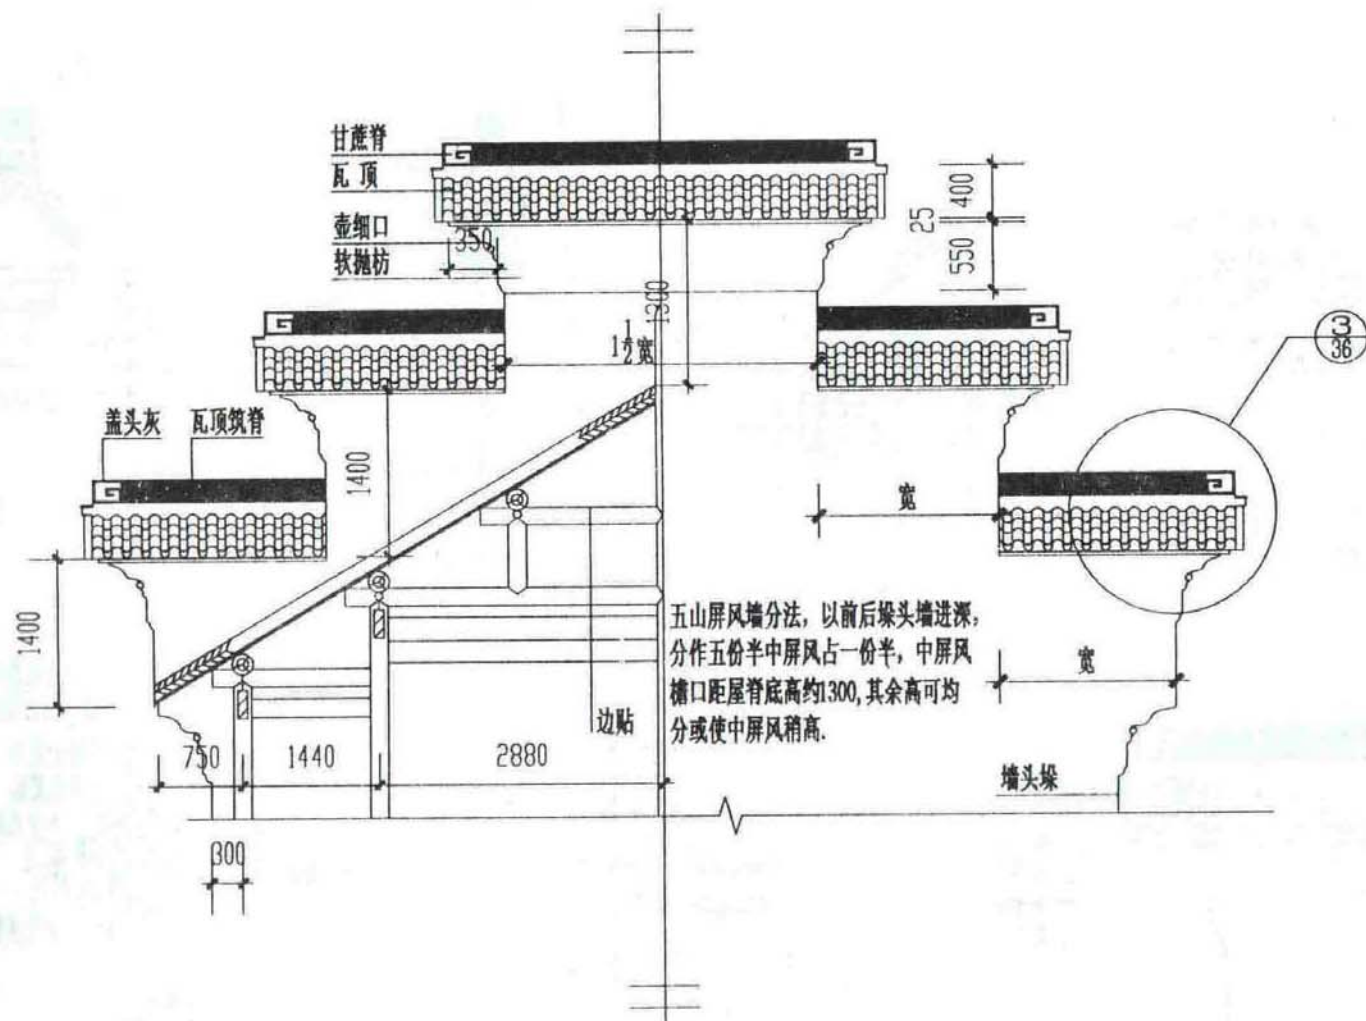 甘蔗脊
瓦 顶
壶细口
软抛枋
350
400
25
550
1300
1 1/2 宽
3
36
盖头灰
瓦顶筑脊
1400
宽
1400
五山屏风墙分法，以前后垛头墙进深，
分作五份半中屏风占一份半，中屏风
檐口距屋脊底高约1300,其余高可均
分或使中屏风稍高.
宽
边贴
750
1440
2880
墙头垛
300